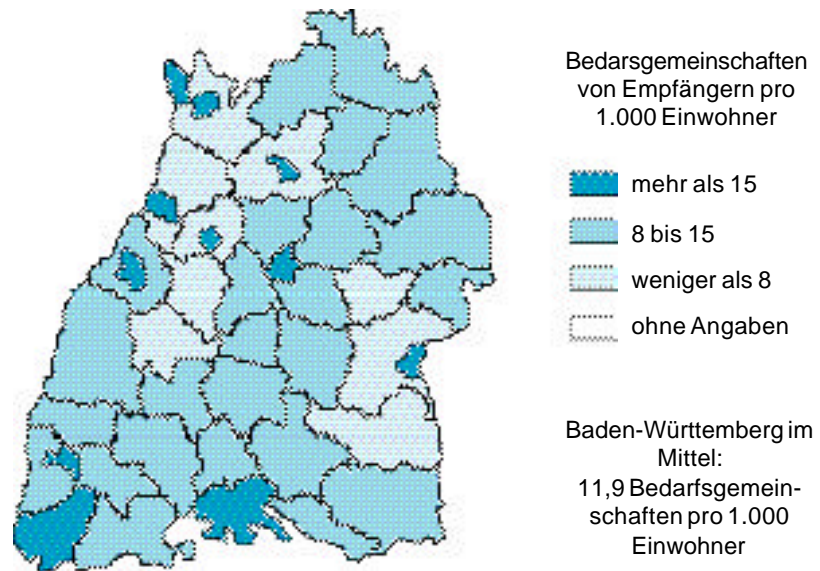 Bedarsgemeinschaften
von Empfängern pro
1.000 Einwohner
mehr als 15
8 bis 15
weniger als 8
ohne Angaben
Baden-Württemberg im
Mittel:
11,9 Bedarfsgemein-
schaften pro 1.000
Einwohner